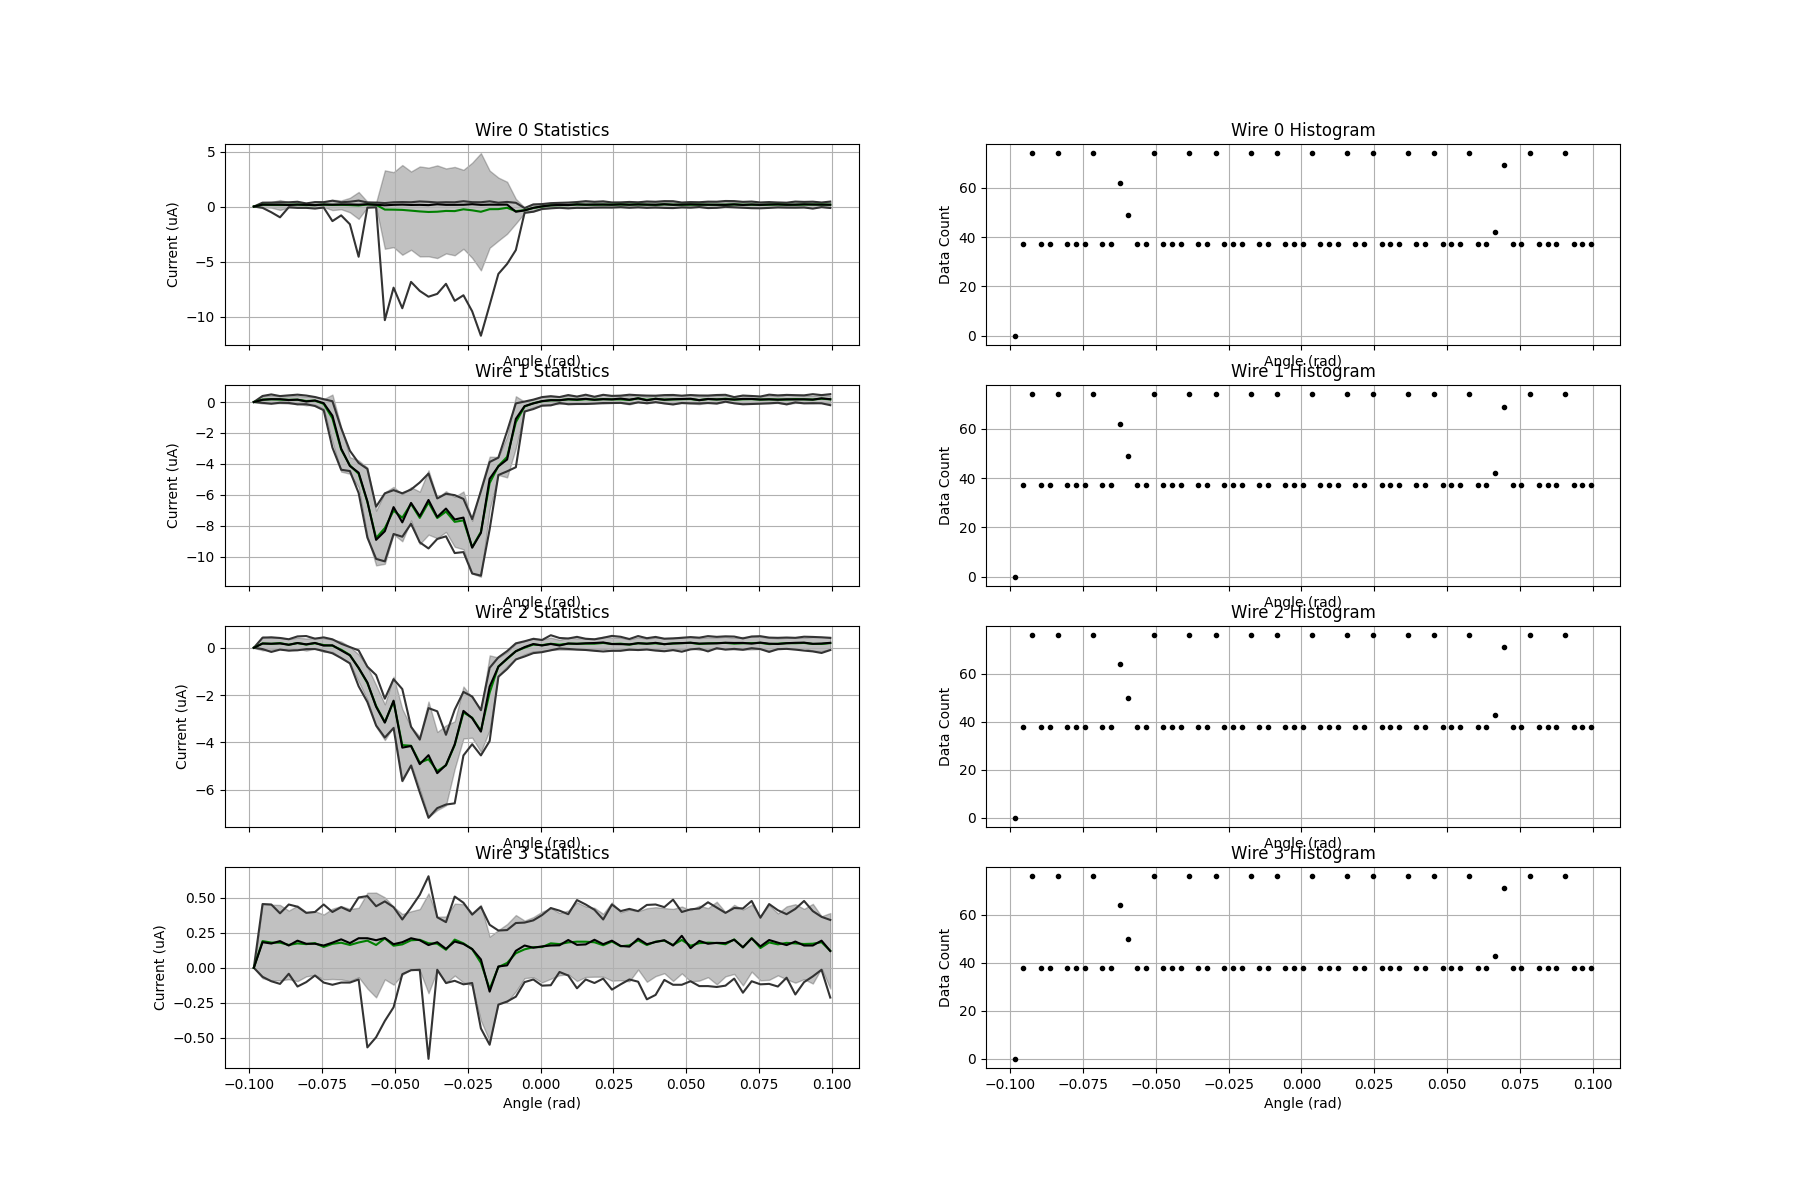 Wire 0 Statistics
Wire 0 Histogram
5
0
−5
−10
Current (uA)
Angle (rad)
60
40
20
0
Data Count
Angle (rad)
Wire 1 Statistics
Wire 1 Histogram
0
−2
−4
−6
−8
−10
Current (uA)
Angle (rad)
60
40
20
0
Data Count
Angle (rad)
Wire 2 Statistics
Wire 2 Histogram
0
−2
−4
−6
Current (uA)
Angle (rad)
60
40
20
0
Data Count
Angle (rad)
Wire 3 Statistics
Wire 3 Histogram
0.50
0.25
0.00
−0.25
−0.50
Current (uA)
−0.100 −0.075 −0.050 −0.025 0.000 0.025 0.050 0.075 0.100
Angle (rad)
60
40
20
0
Data Count
−0.100 −0.075 −0.050 −0.025 0.000 0.025 0.050 0.075 0.100
Angle (rad)